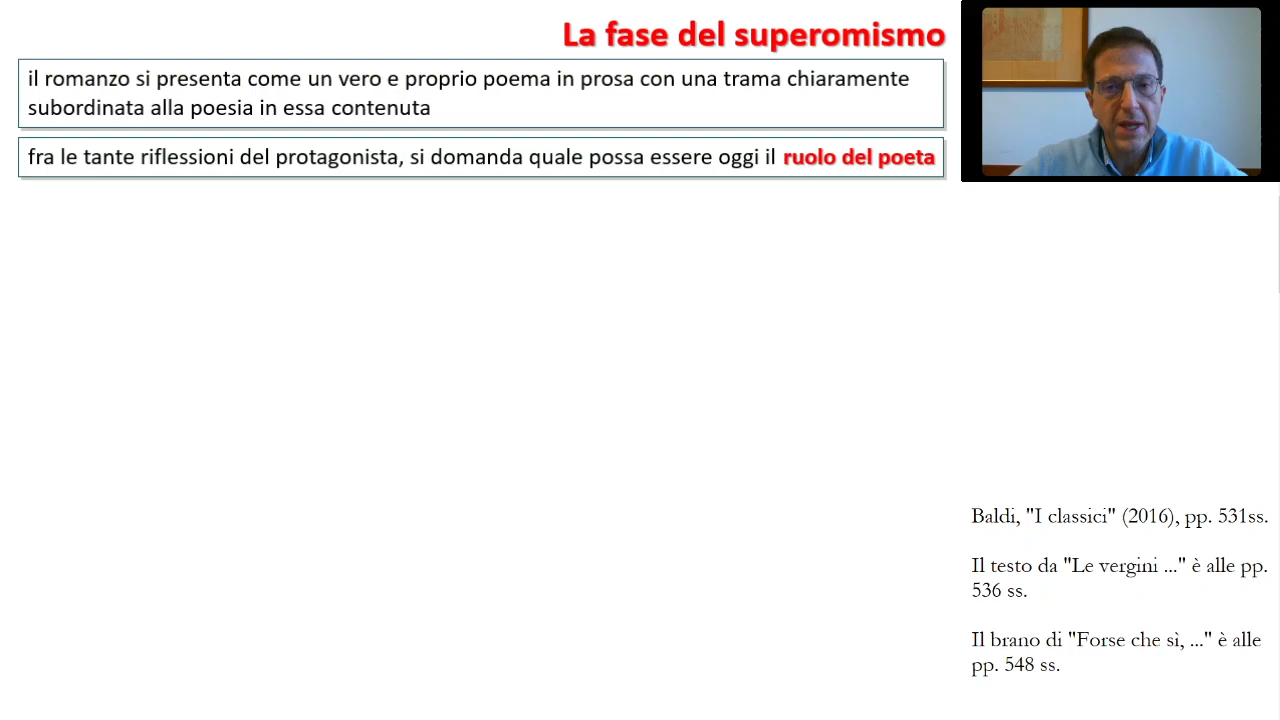 La fase del superomismo
il romanzo si presenta come un vero e proprio poema in prosa con una trama chiaramente
subordinata alla poesia in essa contenuta
fra le tante riflessioni del protagonista, si domanda quale possa essere oggi il ruolo del poeta
Baldi, "I classici" (2016), pp. 531ss.
Il testo da "Le vergini ..." è alle pp.
536 ss.
Il brano di "Forse che sì, ..." è alle
pp. 548 ss.